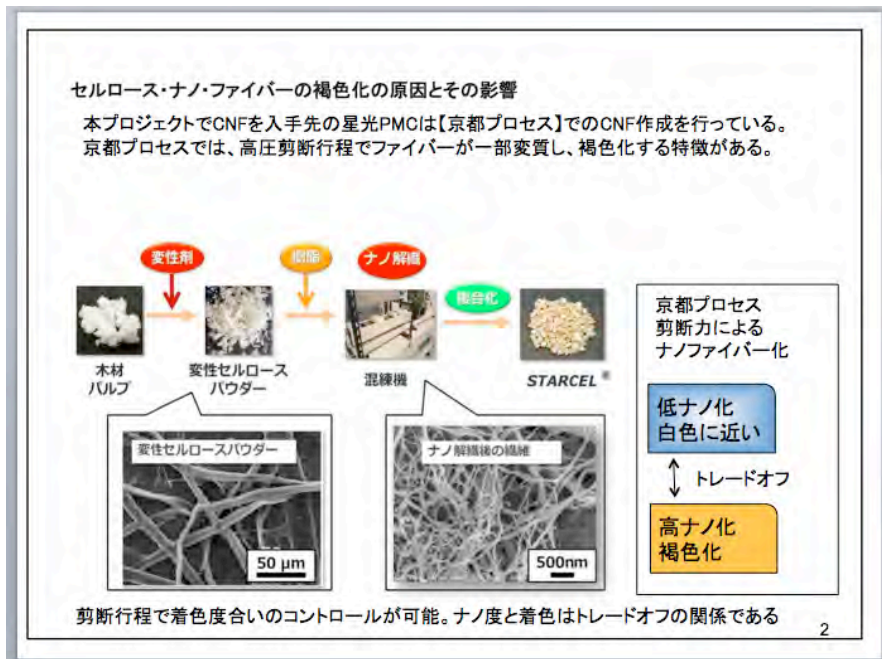 セルロース・ナノ・ファイバーの褐色化の原因とその影響
本プロジェクトでCNFを入手先の星光PMCは【京都プロセス】でのCNF作成を行っている。
京都プロセスでは、高圧剪断行程でファイバーが一部変質し、褐色化する特徴がある。
変性剤
樹脂
ナノ解繊
複合化
木材
パルプ
変性セルロース
パウダー
混練機
STARCEL®
変性セルロースパウダー
50 μm
ナノ解繊後の繊維
500nm
京都プロセス
剪断力による
ナノファイバー化
低ナノ化
白色に近い
トレードオフ
高ナノ化
褐色化
剪断行程で着色度合いのコントロールが可能。ナノ度と着色はトレードオフの関係である
2